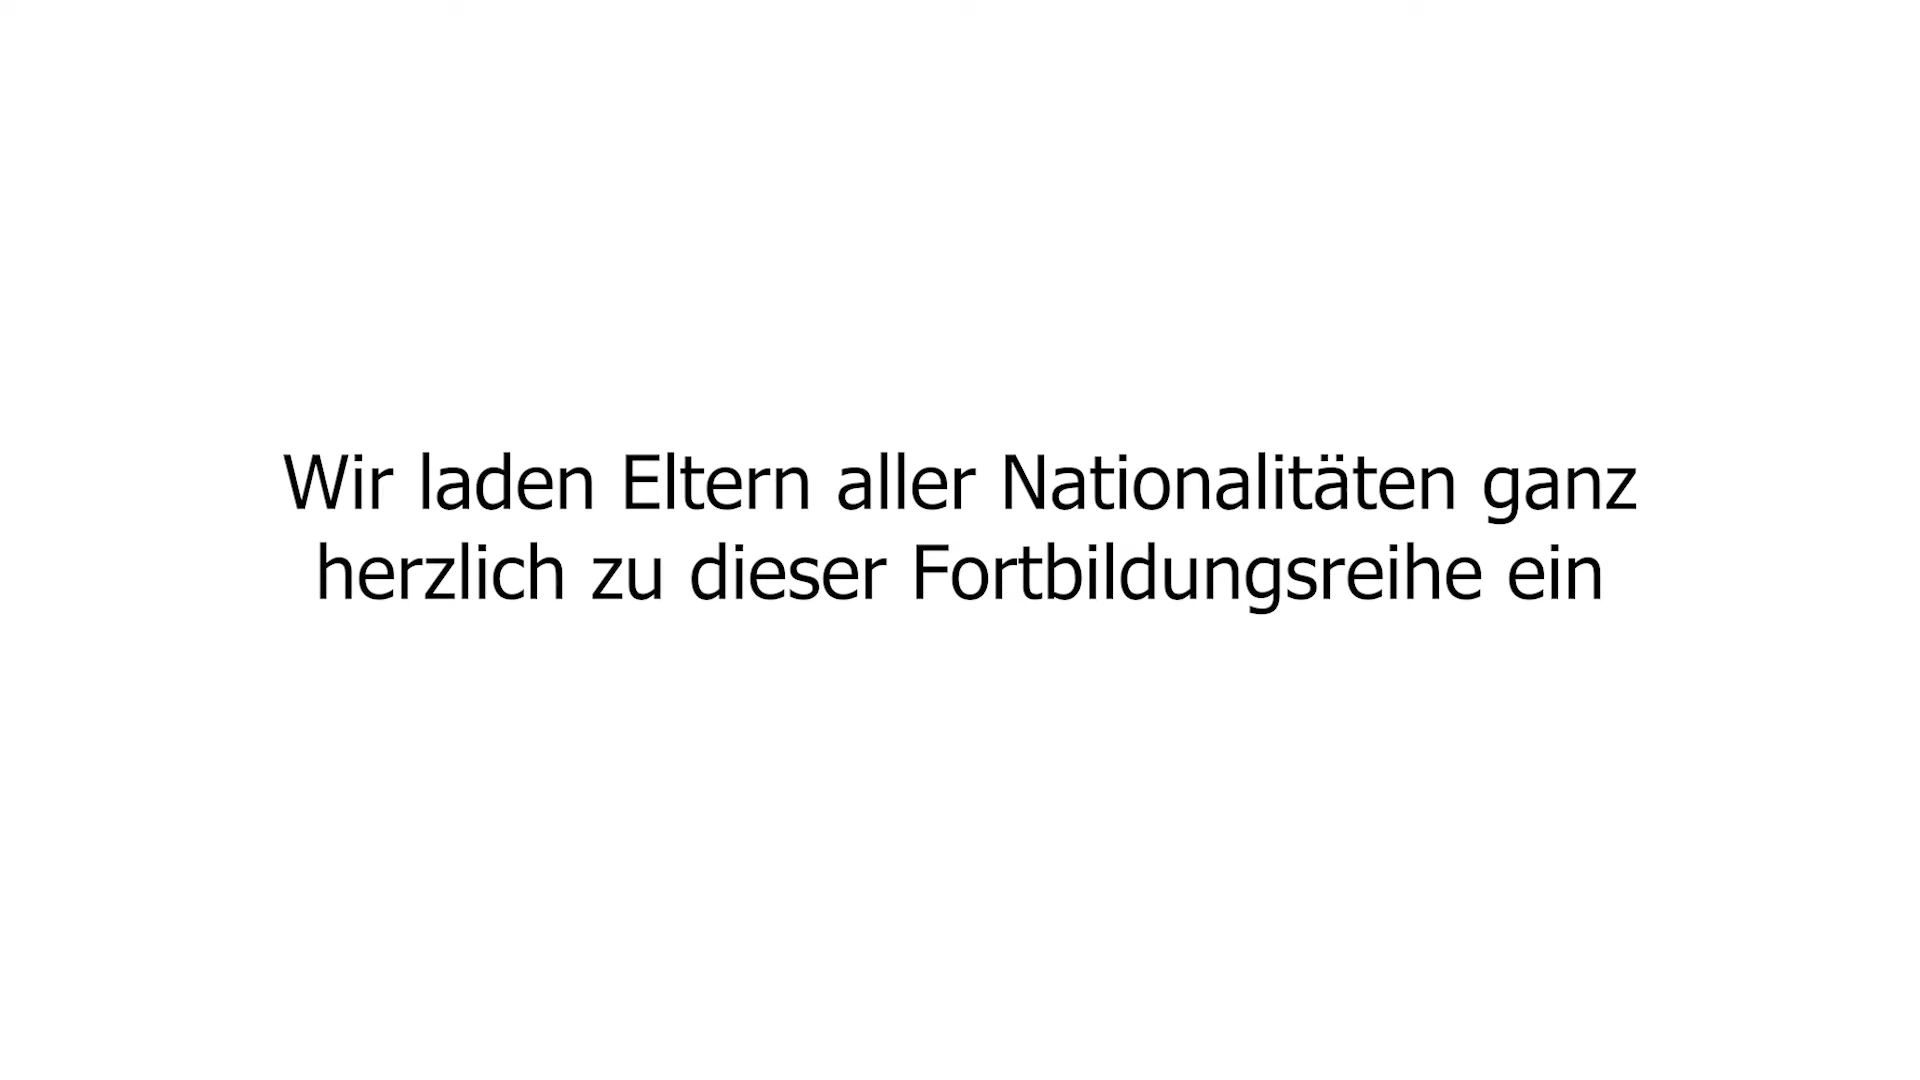 Wir laden Eltern aller Nationalitäten ganz
herzlich zu dieser Fortbildungsreihe ein